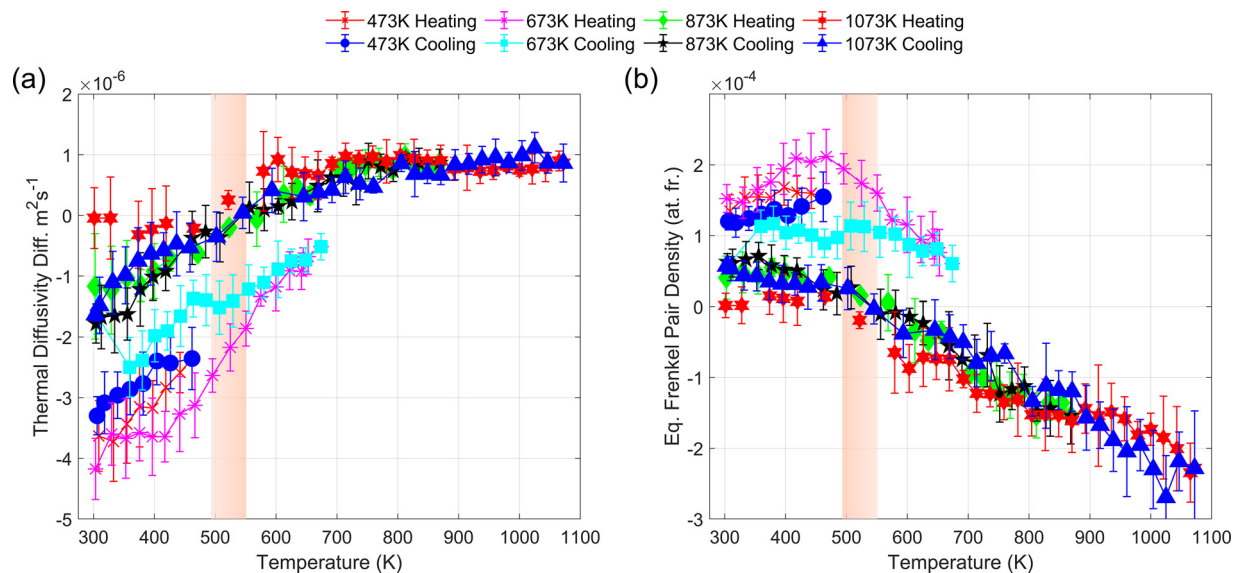 473K Heating 673K Heating 873K Heating 1073K Heating
473K Cooling 673K Cooling 873K Cooling 1073K Cooling
(a)
×10-6
2
1
0
-1
-2
-3
-4
-5
Thermal Diffusivity Diff. m2s-1
300 400 500 600 700 800 900 1000 1100
Temperature (K)
(b)
×10-4
3
2
1
0
-1
-2
-3
Eq. Frenkel Pair Density (at. fr.)
300 400 500 600 700 800 900 1000 1100
Temperature (K)